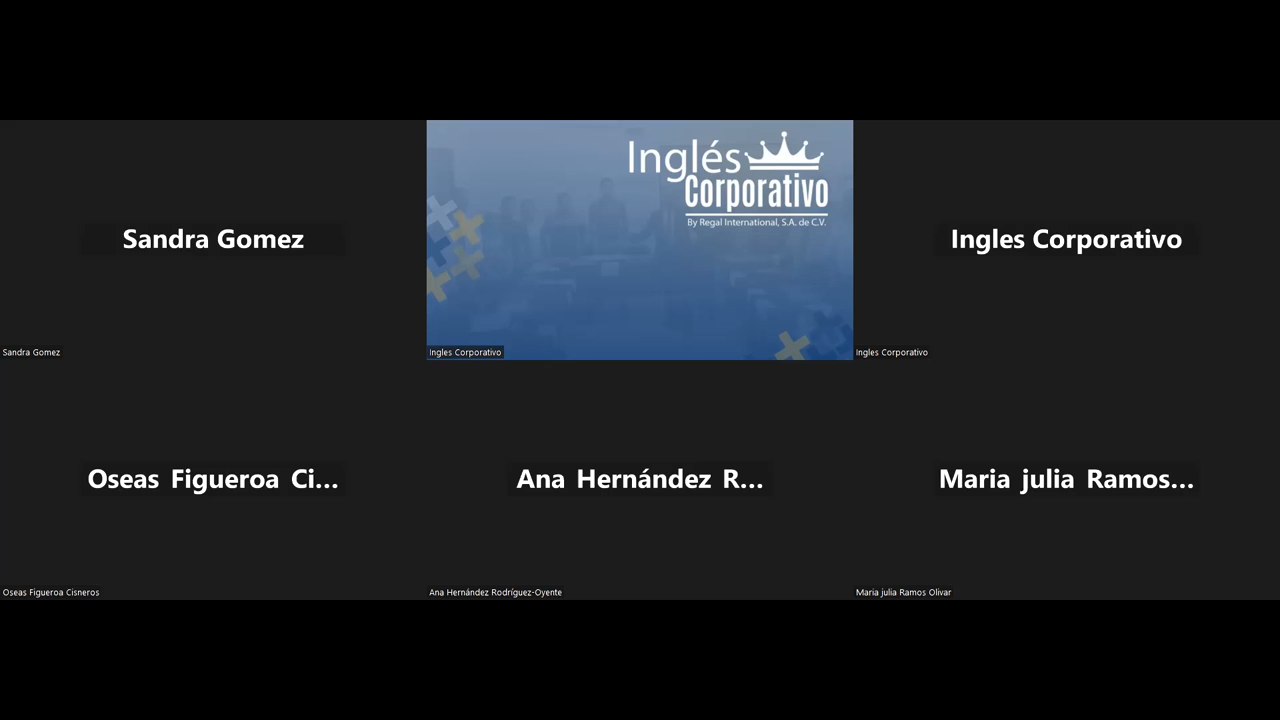 Sandra Gomez
Sandra Gomez
Inglés
Corporativo
By Regal International, S.A. de C.V.
Ingles Corporativo
Ingles Corporativo
Ingles Corporativo
Oseas Figueroa Ci...
Oseas Figueroa Cisneros
Ana Hernández R...
Ana Hernández Rodríguez-Oyente
Maria julia Ramos...
Maria julia Ramos Olivar